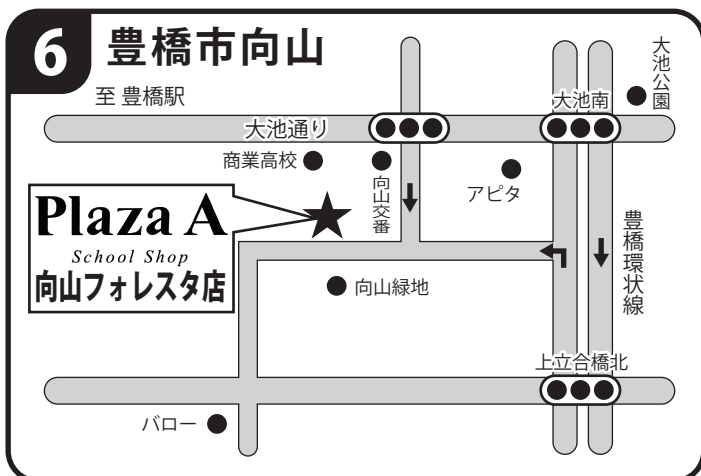 6 豊橋市向山
至 豊橋駅
大池公園
大池南
大池通り
商業高校
向山交番
アピタ
Plaza A
School Shop
向山フォレスタ店
豊橋環状線
向山緑地
上立合橋北
バロー